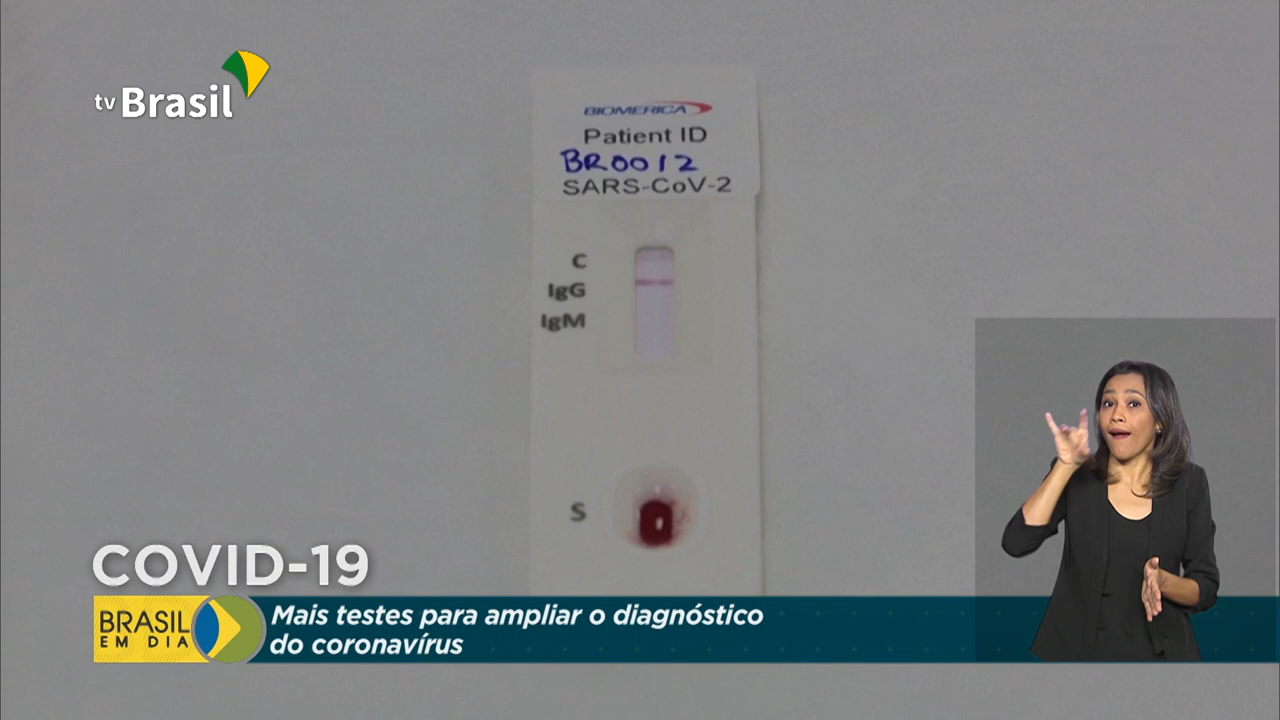 tv Brasil
BIOMERICA
Patient ID
BR0012
SARS-CoV-2
C
IgG
IgM
S
COVID-19
BRASIL
EM DIA
Mais testes para ampliar o diagnóstico
do coronavírus